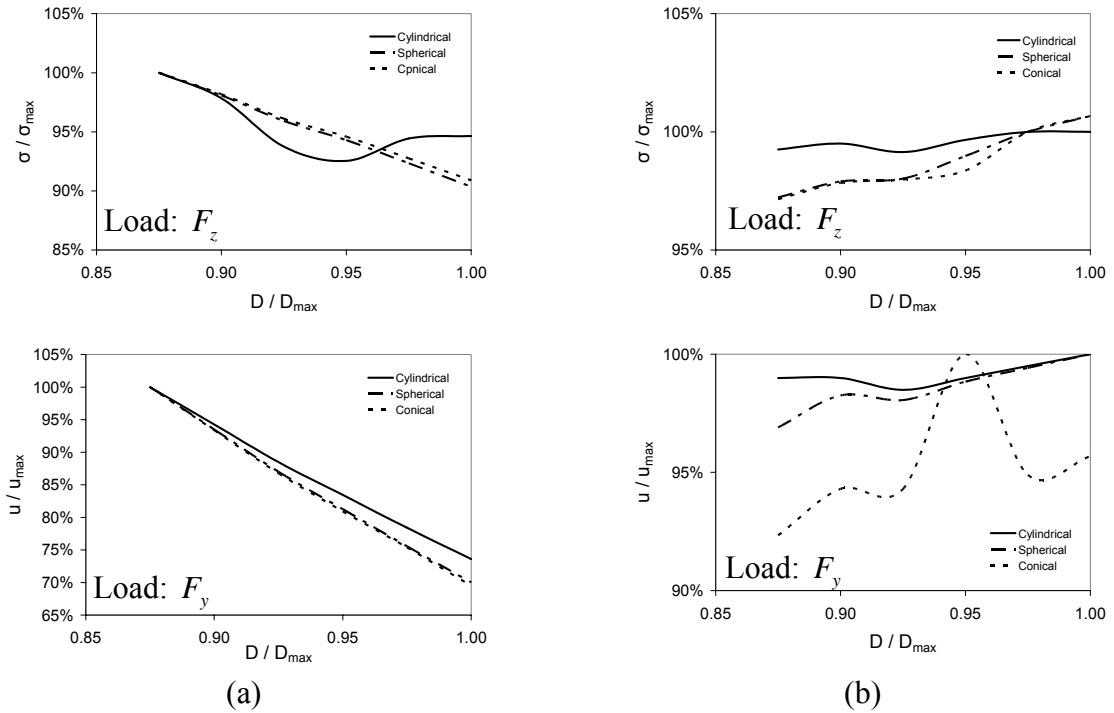 105%
100%
95%
90%
85%
σ / σmax
Cylindrical
Spherical
Cpnical
Load: Fz
0.85 0.90 0.95 1.00
D / Dmax
105%
100%
95%
σ / σmax
Cylindrical
Spherical
Conical
Load: Fz
0.85 0.90 0.95 1.00
D / Dmax
105%
100%
95%
90%
85%
80%
75%
70%
65%
u / umax
Cylindrical
Spherical
Conical
Load: Fy
0.85 0.90 0.95 1.00
D / Dmax
(a)
100%
95%
90%
u / umax
Cylindrical
Spherical
Conical
Load: Fy
0.85 0.90 0.95 1.00
D / Dmax
(b)